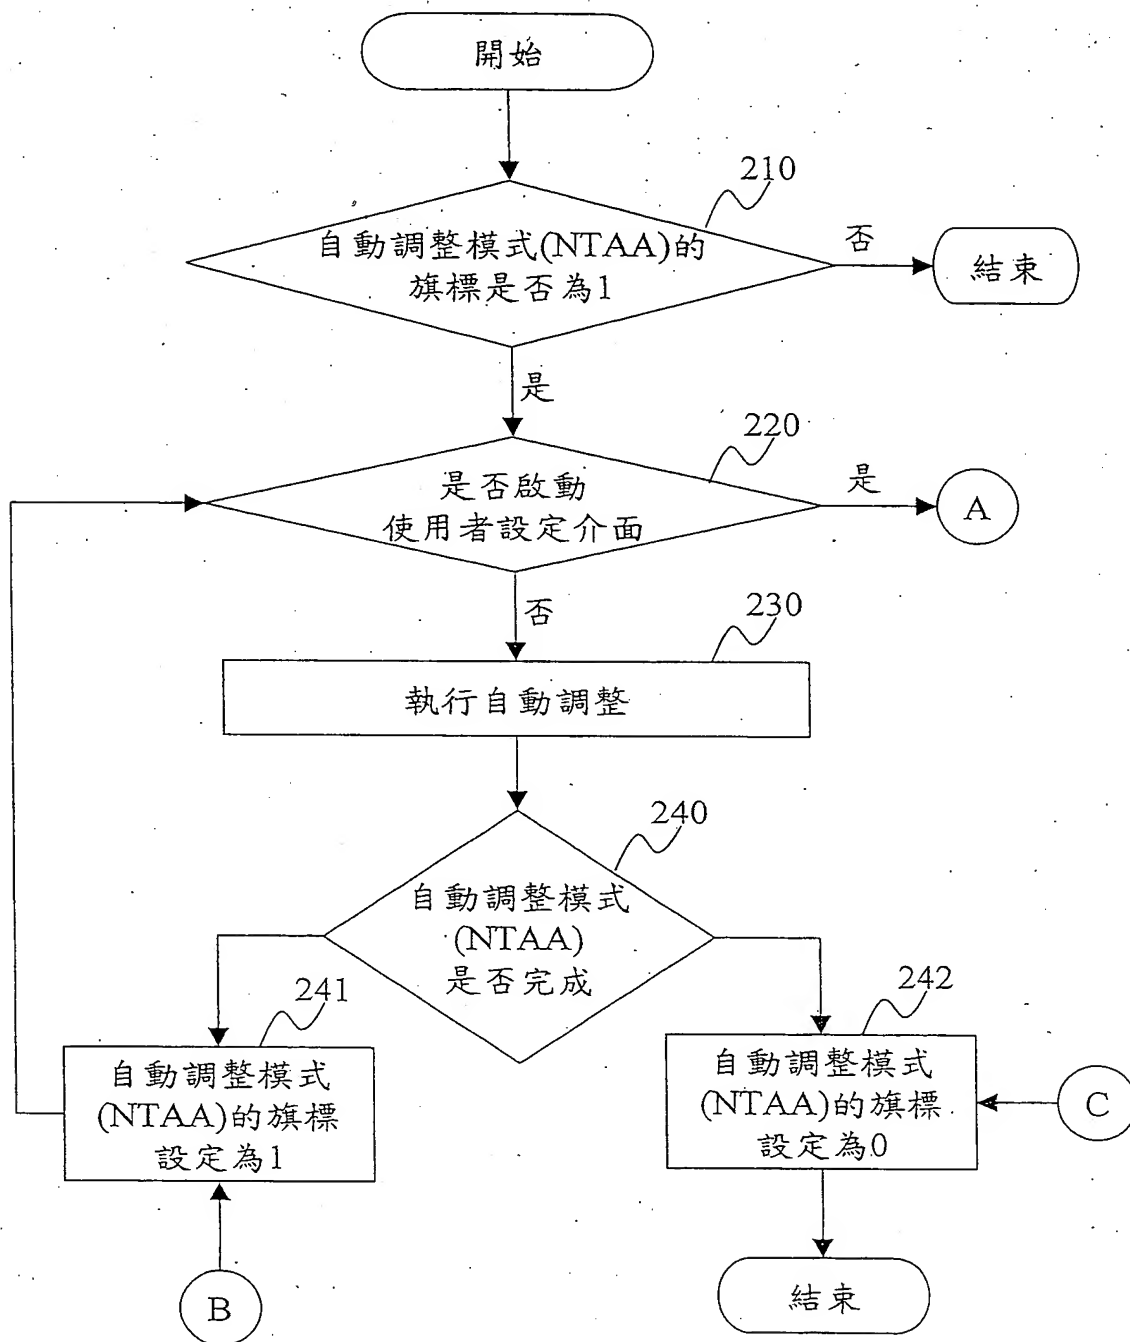 開始
210
自動調整模式(NTAA)的
旗標是否為1
否
結束
是
220
是否啟動
使用者設定介面
是
A
否
230
執行自動調整
240
自動調整模式
(NTAA)
是否完成
241
自動調整模式
(NTAA)的旗標
設定為1
242
自動調整模式
(NTAA)的旗標
設定為0
C
B
結束